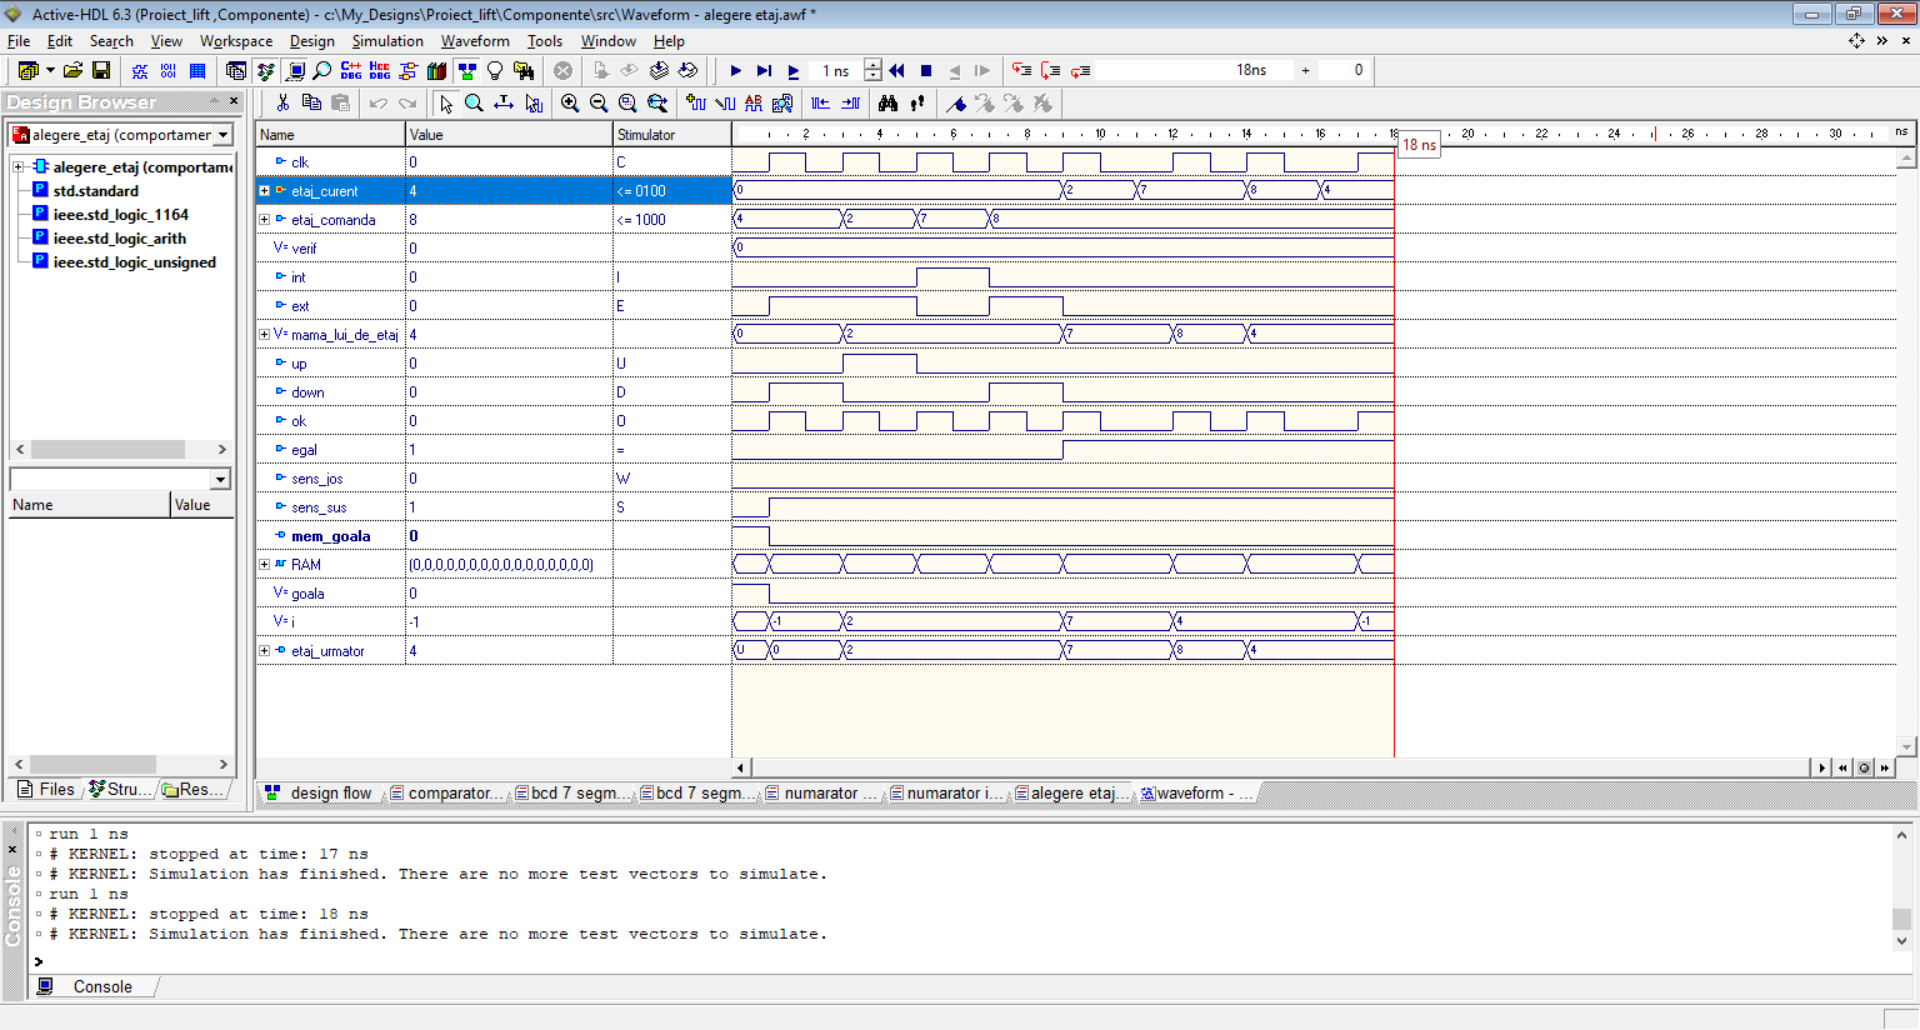 Active-HDL 6.3 (Proiect_lift ,Componente) - c:\My_Designs\Proiect_lift\Componente\src\Waveform - alegere etaj.awf *
File Edit Search View Workspace Design Simulation Waveform Tools Window Help
1 ns 18ns + 0
Design Browser
alegere_etaj (comportamer
alegere_etaj (comportame
std.standard
ieee.std_logic_1164
ieee.std_logic_arith
ieee.std_logic_unsigned
Name Value
Name Value Stimulator 2 4 6 8 10 12 14 16 18 20 22 24 26 28 30 ns
18 ns
clk 0 C
etaj_curent 4 <= 0100 0 2 7 8 4
etaj_comanda 8 <= 1000 4 2 7 8
V= verif 0 0
int 0 I
ext 0 E
V= mama_lui_de_etaj 4 0 2 7 8 4
up 0 U
down 0 D
ok 0 O
egal 1 =
sens_jos 0 W
sens_sus 1 S
mem_goala 0
RAM (0,0,0,0,0,0,0,0,0,0,0,0,0,0,0,0)
V= goala 0
V= i -1 -1 2 7 4 -1
etaj_urmator 4 U 0 2 7 8 4
Files Stru... Res...
design flow comparator... bcd 7 segm... bcd 7 segm... numarator ... numarator i... alegere etaj... waveform - ...
run 1 ns
# KERNEL: stopped at time: 17 ns
# KERNEL: Simulation has finished. There are no more test vectors to simulate.
run 1 ns
# KERNEL: stopped at time: 18 ns
# KERNEL: Simulation has finished. There are no more test vectors to simulate.
>
Console
Console